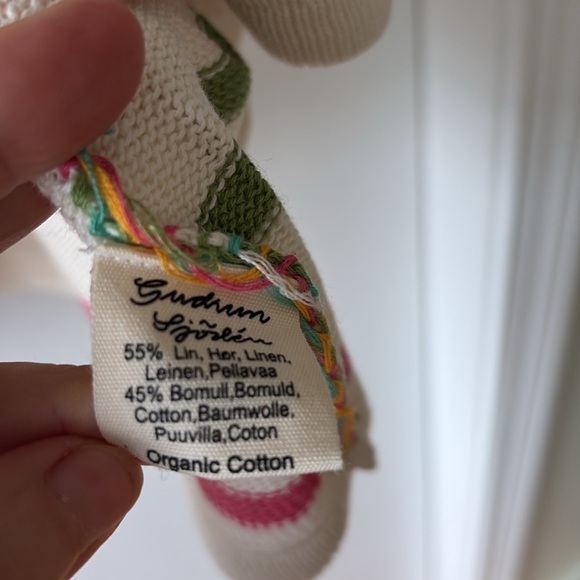 Gudrun
Sjödén
55% Lin, Hør, Linen,
Leinen,Pellavaa
45% Bomull,Bomuld,
Cotton,Baumwolle,
Puuvilla,Coton
Organic Cotton